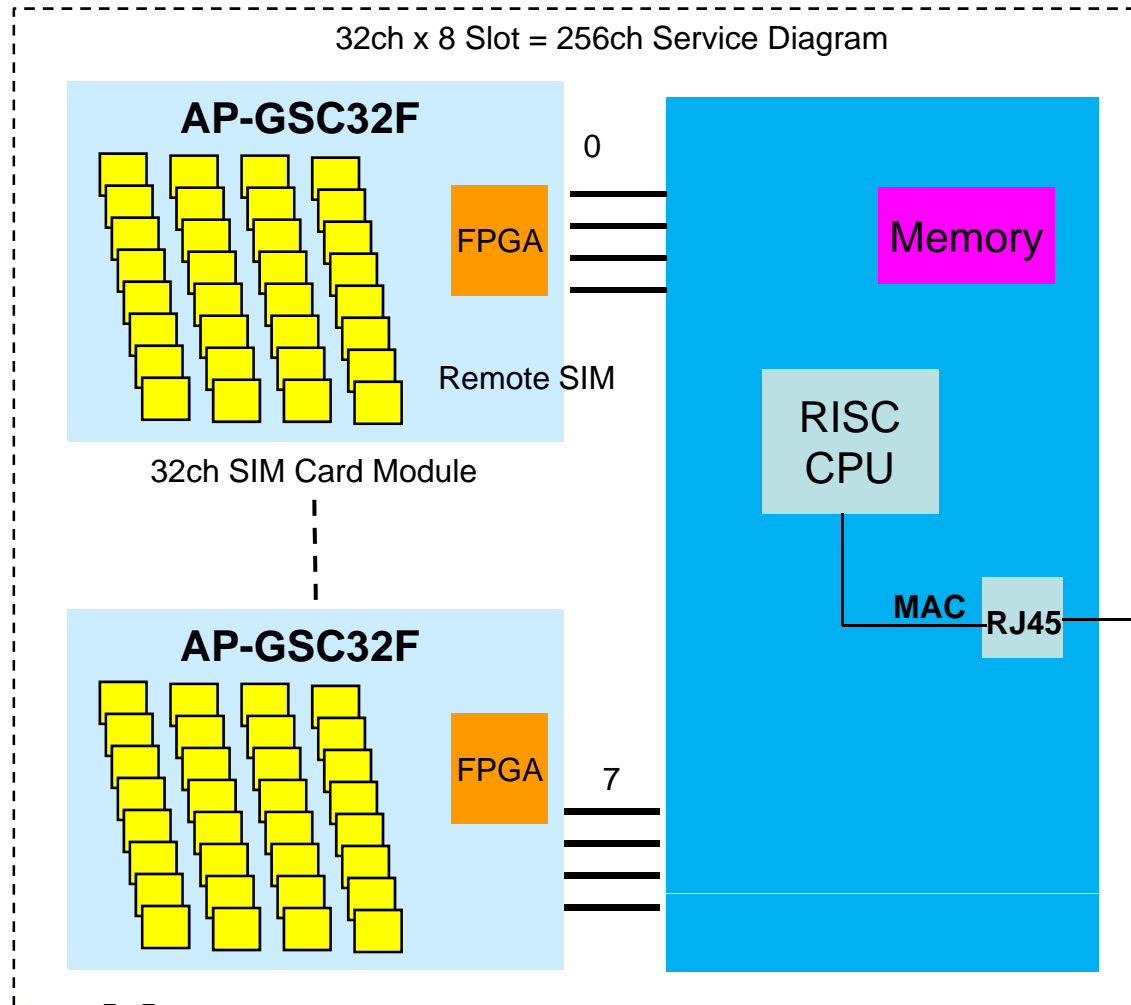 32ch x 8 Slot = 256ch Service Diagram
AP-GSC32F
0
FPGA
Memory
Remote SIM
RISC
CPU
32ch SIM Card Module
MAC
RJ45
AP-GSC32F
FPGA
7